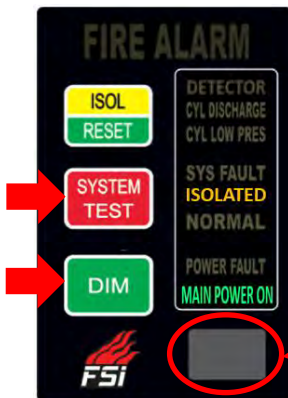 FIRE ALARM
ISOL
RESET
SYSTEM
TEST
DIM
FSi
DETECTOR
CYL DISCHARGE
CYL LOW PRES
SYS FAULT
ISOLATED
NORMAL
POWER FAULT
MAIN POWER ON